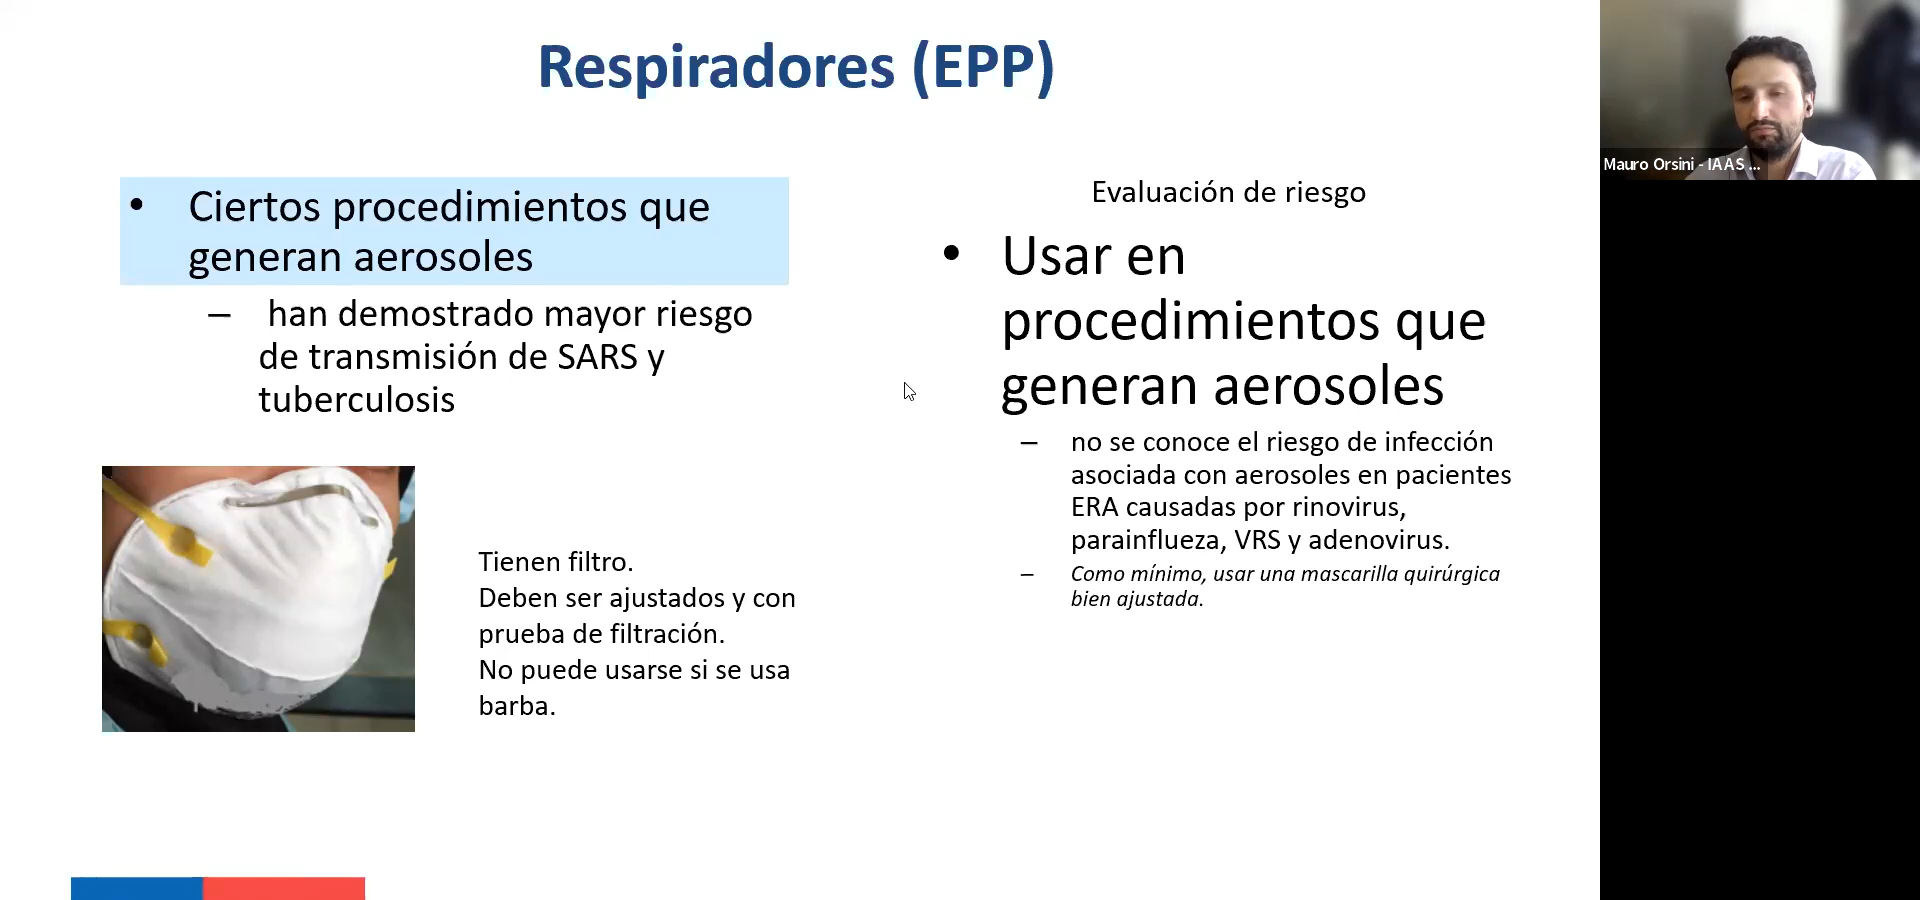 Respiradores (EPP)
• Ciertos procedimientos que
generan aerosoles
– han demostrado mayor riesgo
de transmisión de SARS y
tuberculosis
Tienen filtro.
Deben ser ajustados y con
prueba de filtración.
No puede usarse si se usa
barba.
Evaluación de riesgo
• Usar en
procedimientos que
generan aerosoles
– no se conoce el riesgo de infección
asociada con aerosoles en pacientes
ERA causadas por rinovirus,
parainflueza, VRS y adenovirus.
– Como mínimo, usar una mascarilla quirúrgica
bien ajustada.
Mauro Orsini - IAAS ...